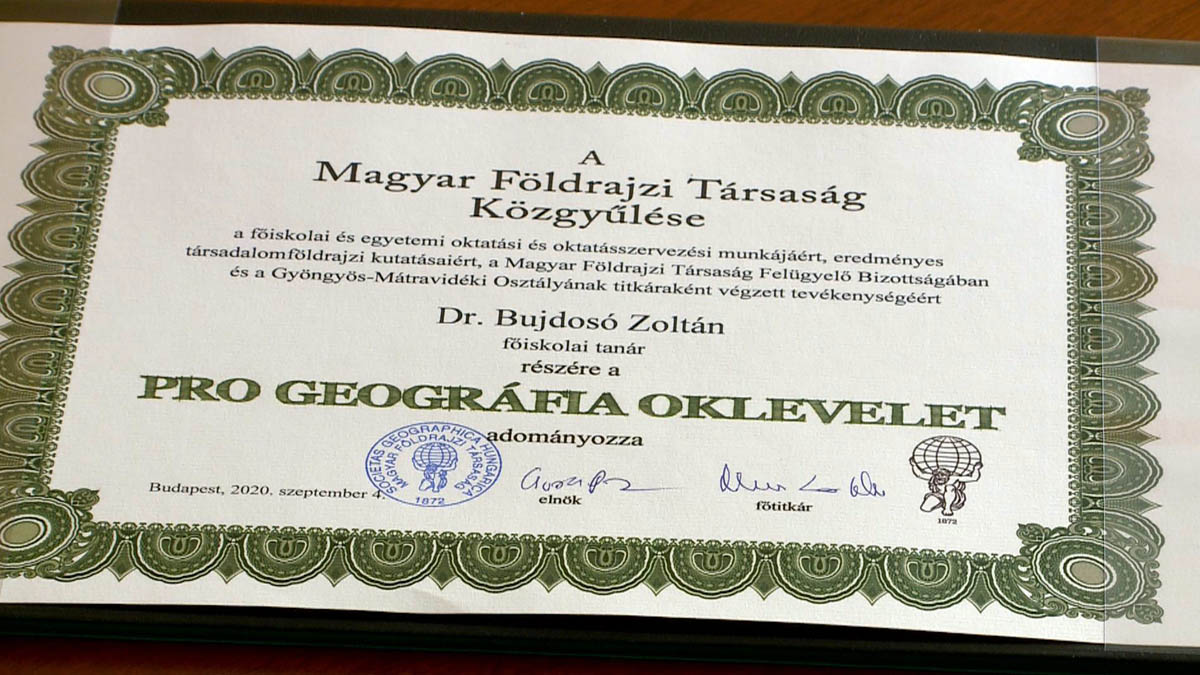 A
Magyar Földrajzi Társaság
Közgyűlése
a főiskolai és egyetemi oktatási és oktatásszervezési munkájáért, eredményes
társadalomföldrajzi kutatásaiért, a Magyar Földrajzi Társaság Felügyelő Bizottságában
és a Gyöngyös-Mátravidéki Osztályának titkáraként végzett tevékenységéért
Dr. Bujdosó Zoltán
főiskolai tanár
részére a
PRO GEOGRÁFIA OKLEVELET
adományozza
SOCIETAS GEOGRAPHICA HUNGARICA
MAGYAR FÖLDRAJZI TÁRSASÁG
1872
Budapest, 2020. szeptember 4.
elnök
főtitkár
1872